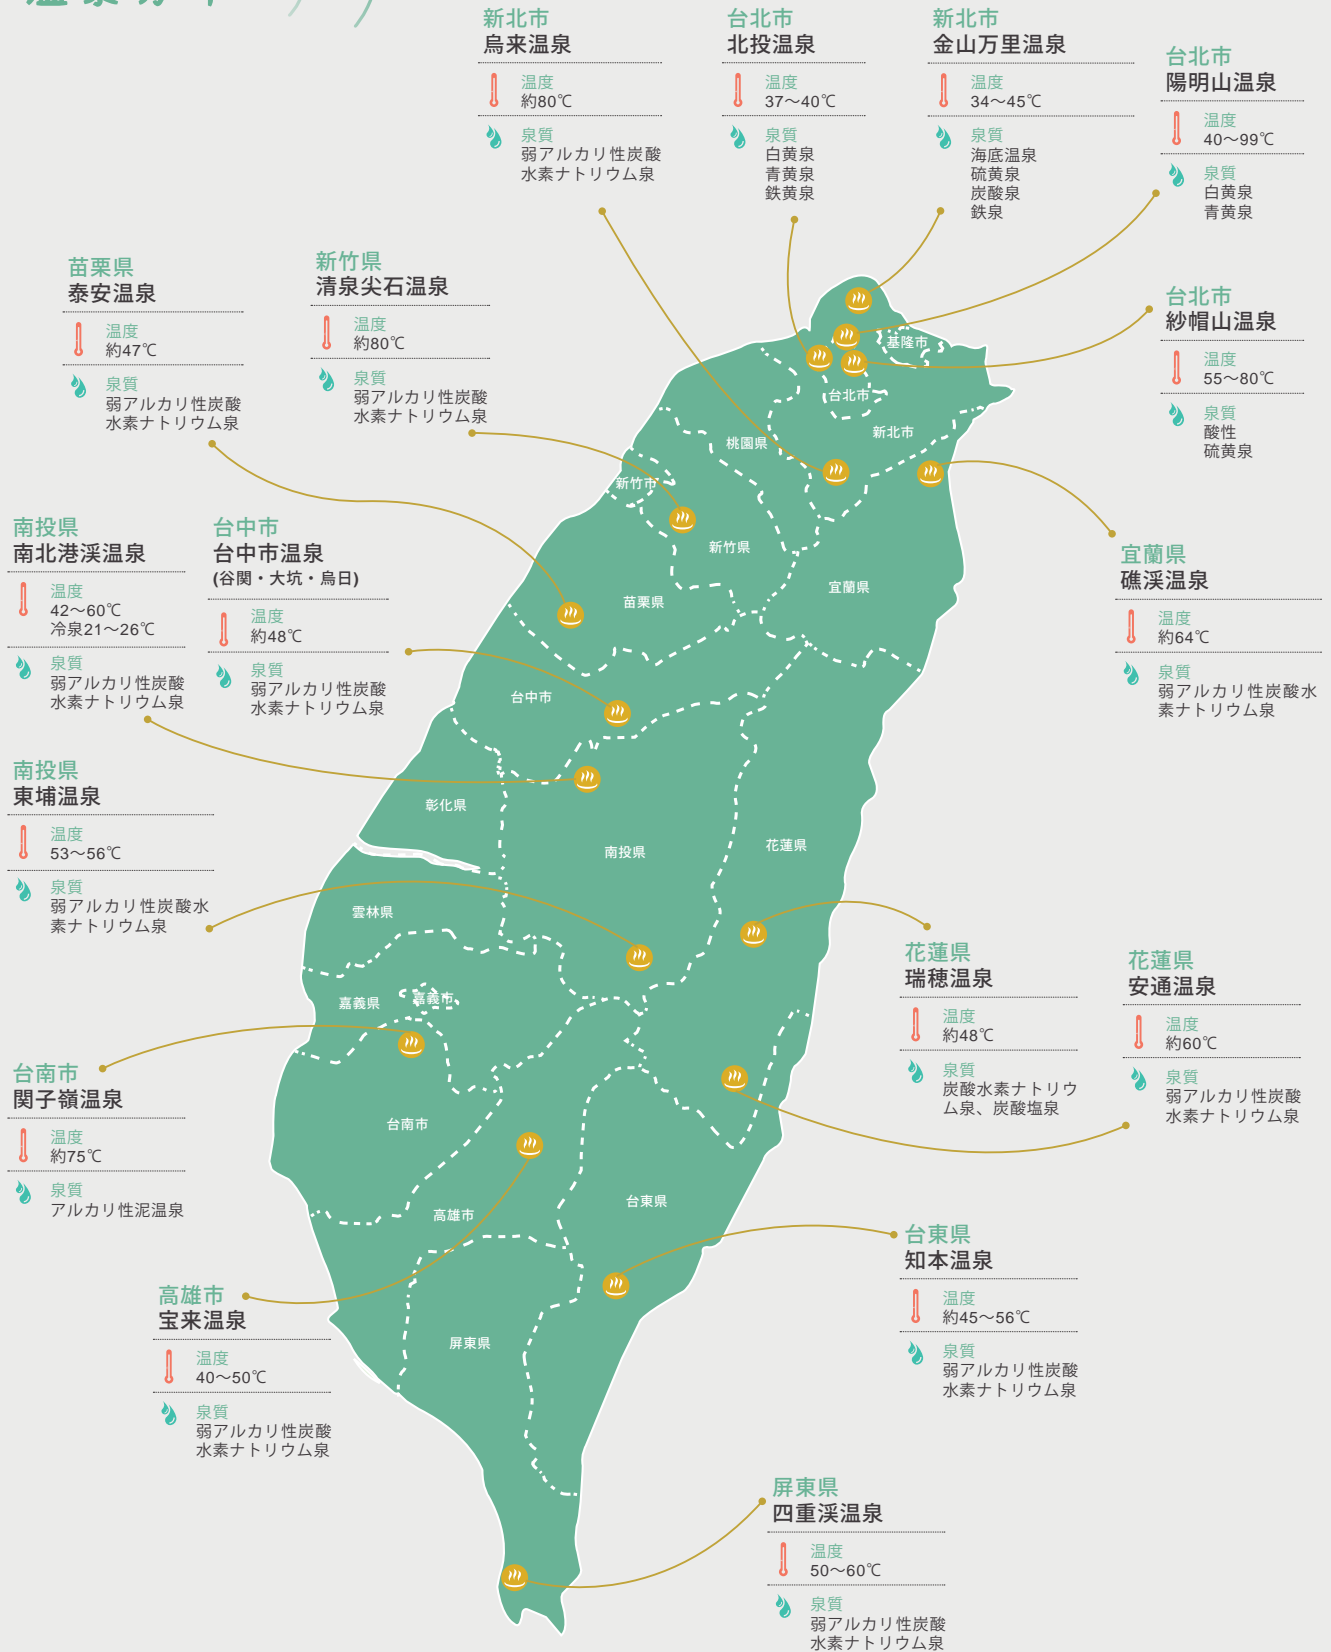 新北市
烏来温泉
温度
約80℃
泉質
弱アルカリ性炭酸
水素ナトリウム泉
台北市
北投温泉
温度
37～40℃
泉質
白黄泉
青黄泉
鉄黄泉
新北市
金山万里温泉
温度
34～45℃
泉質
海底温泉
硫黄泉
炭酸泉
鉄泉
台北市
陽明山温泉
温度
40～99℃
泉質
白黄泉
青黄泉
苗栗県
泰安温泉
温度
約47℃
泉質
弱アルカリ性炭酸
水素ナトリウム泉
新竹県
清泉尖石温泉
温度
約80℃
泉質
弱アルカリ性炭酸
水素ナトリウム泉
台北市
紗帽山温泉
温度
55～80℃
泉質
酸性
硫黄泉
南投県
南北港渓温泉
温度
42～60℃
冷泉21～26℃
泉質
弱アルカリ性炭酸
水素ナトリウム泉
台中市
台中市温泉
(谷関・大坑・烏日)
温度
約48℃
泉質
弱アルカリ性炭酸
水素ナトリウム泉
宜蘭県
礁渓温泉
温度
約64℃
泉質
弱アルカリ性炭酸水
素ナトリウム泉
南投県
東埔温泉
温度
53～56℃
泉質
弱アルカリ性炭酸水
素ナトリウム泉
花蓮県
瑞穂温泉
温度
約48℃
泉質
炭酸水素ナトリウ
ム泉、炭酸塩泉
花蓮県
安通温泉
温度
約60℃
泉質
弱アルカリ性炭酸
水素ナトリウム泉
台南市
関子嶺温泉
温度
約75℃
泉質
アルカリ性泥温泉
台東県
知本温泉
温度
約45～56℃
泉質
弱アルカリ性炭酸
水素ナトリウム泉
高雄市
宝来温泉
温度
40～50℃
泉質
弱アルカリ性炭酸
水素ナトリウム泉
屏東県
四重渓温泉
温度
50～60℃
泉質
弱アルカリ性炭酸
水素ナトリウム泉
基隆市
台北市
新北市
桃園県
新竹市
新竹県
苗栗県
宜蘭県
台中市
彰化県
南投県
花蓮県
雲林県
嘉義県
嘉義市
台南市
台東県
高雄市
屏東県